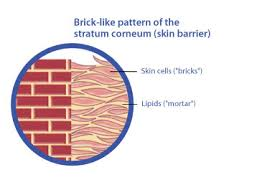 Brick-like pattern of the
stratum corneum (skin barrier)
Skin cells ("bricks")
Lipids ("mortar")